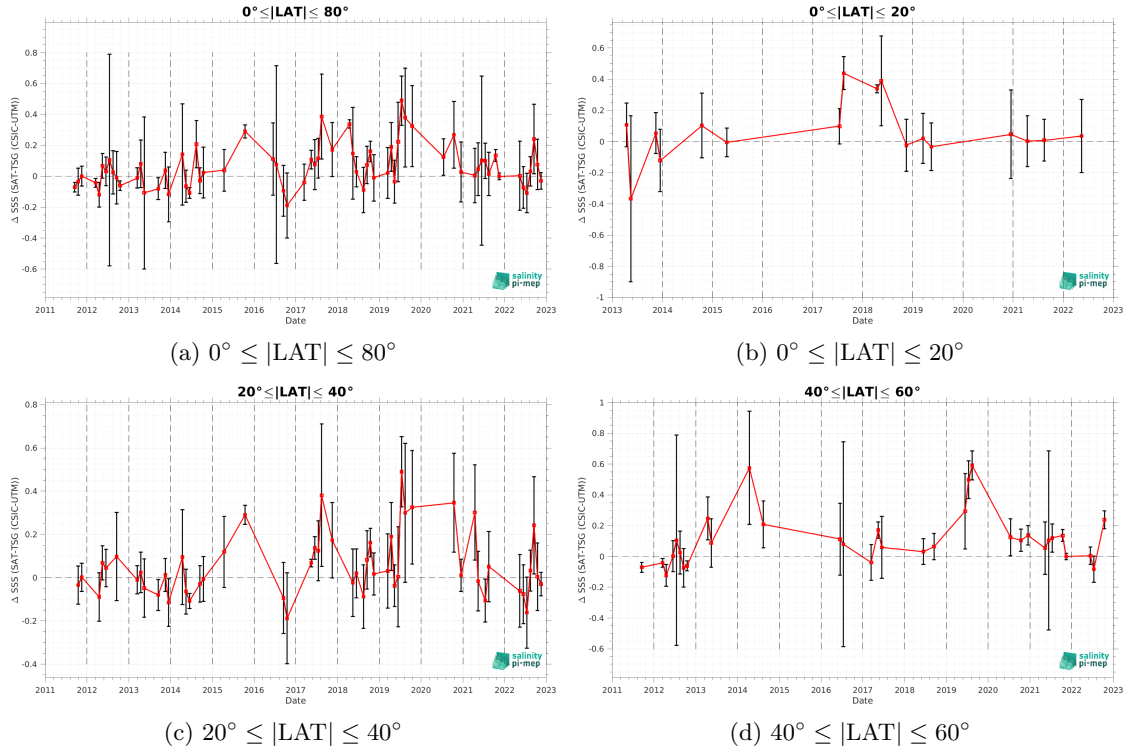 0°≤|LAT|≤ 80°
Δ SSS (SAT-TSG (CSIC-UTM))
0.8
0.6
0.4
0.2
0
-0.2
-0.4
-0.6
2011 2012 2013 2014 2015 2016 2017 2018 2019 2020 2021 2022 2023
Date
salinity
pi-mep
(a) 0° ≤ |LAT| ≤ 80°
0°≤|LAT|≤ 20°
Δ SSS (SAT-TSG (CSIC-UTM))
0.6
0.4
0.2
0
-0.2
-0.4
-0.6
-0.8
-1
2013 2014 2015 2016 2017 2018 2019 2020 2021 2022 2023
Date
salinity
pi-mep
(b) 0° ≤ |LAT| ≤ 20°
20°≤|LAT|≤ 40°
Δ SSS (SAT-TSG (CSIC-UTM))
0.8
0.6
0.4
0.2
0
-0.2
-0.4
2011 2012 2013 2014 2015 2016 2017 2018 2019 2020 2021 2022 2023
Date
salinity
pi-mep
(c) 20° ≤ |LAT| ≤ 40°
40°≤|LAT|≤ 60°
Δ SSS (SAT-TSG (CSIC-UTM))
1
0.8
0.6
0.4
0.2
0
-0.2
-0.4
-0.6
2011 2012 2013 2014 2015 2016 2017 2018 2019 2020 2021 2022 2023
Date
salinity
pi-mep
(d) 40° ≤ |LAT| ≤ 60°